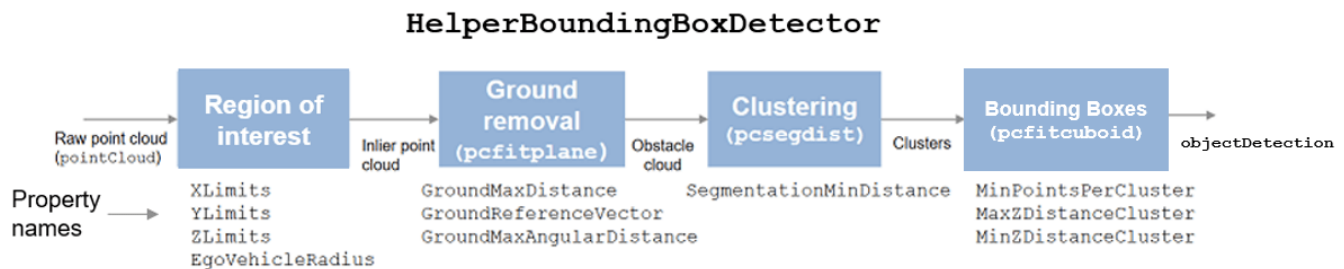 HelperBoundingBoxDetector
Raw point cloud
(pointCloud)
Region of
interest
Inlier point
cloud
Ground
removal
(pcfitplane)
Obstacle
cloud
Clustering
(pcsegdist)
Clusters
Bounding Boxes
(pcfitcuboid)
objectDetection
Property
names
XLimits
YLimits
ZLimits
EgoVehicleRadius
GroundMaxDistance
GroundReferenceVector
GroundMaxAngularDistance
SegmentationMinDistance
MinPointsPerCluster
MaxZDistanceCluster
MinZDistanceCluster